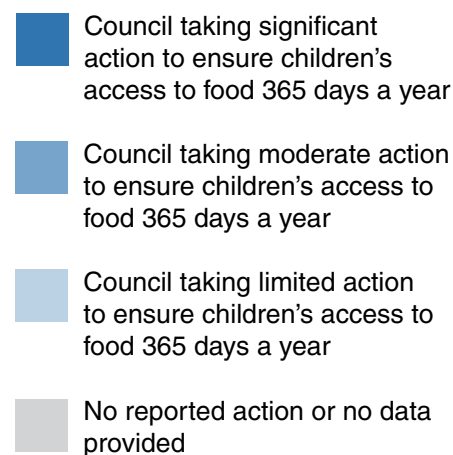 Council taking significant
action to ensure children’s
access to food 365 days a year
Council taking moderate action
to ensure children’s access to
food 365 days a year
Council taking limited action
to ensure children’s access to
food 365 days a year
No reported action or no data
provided